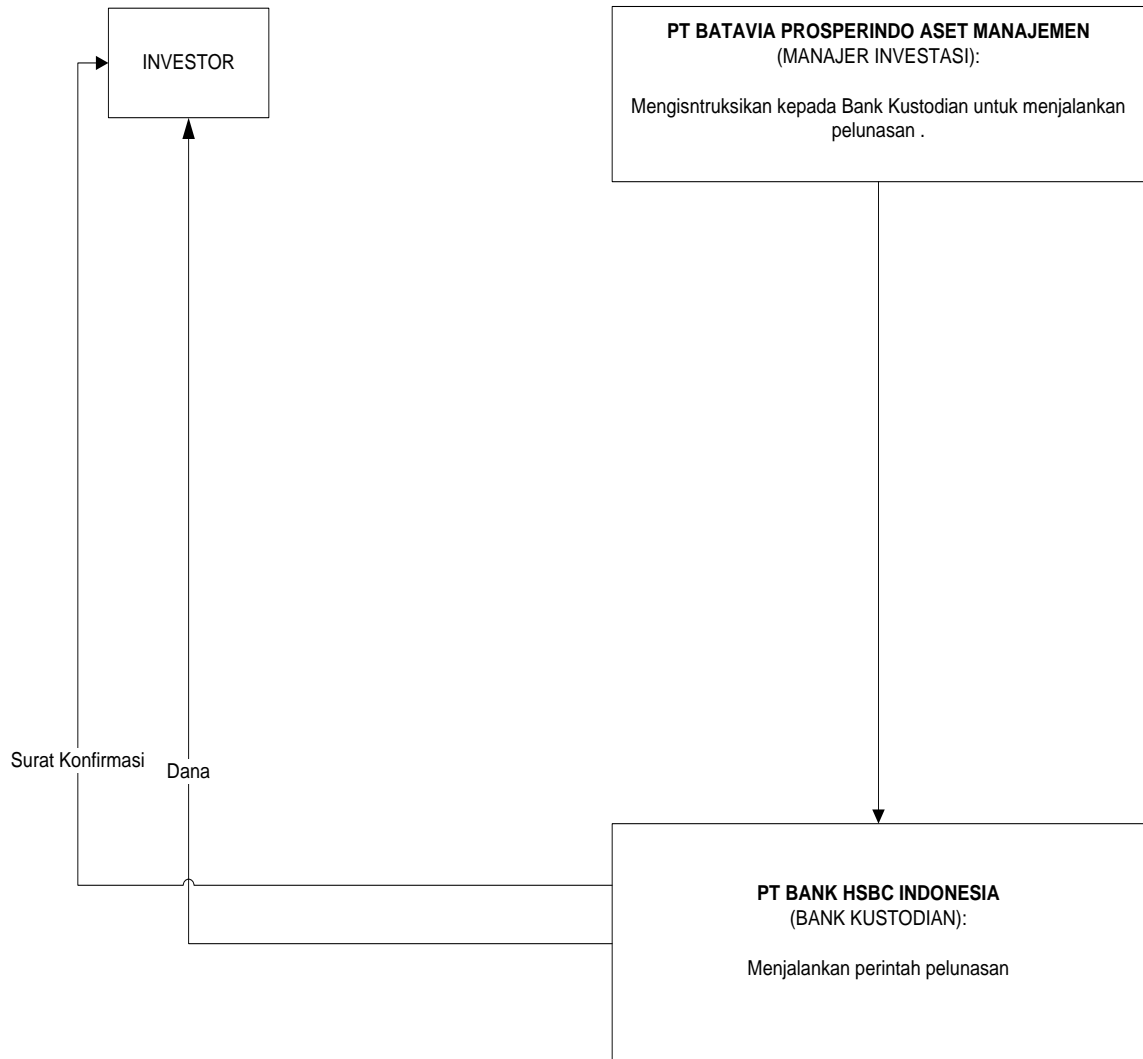 INVESTOR
PT BATAVIA PROSPERINDO ASET MANAJEMEN
(MANAJER INVESTASI):
Mengisntruksikan kepada Bank Kustodian untuk menjalankan
pelunasan .
Surat Konfirmasi
Dana
PT BANK HSBC INDONESIA
(BANK KUSTODIAN):
Menjalankan perintah pelunasan